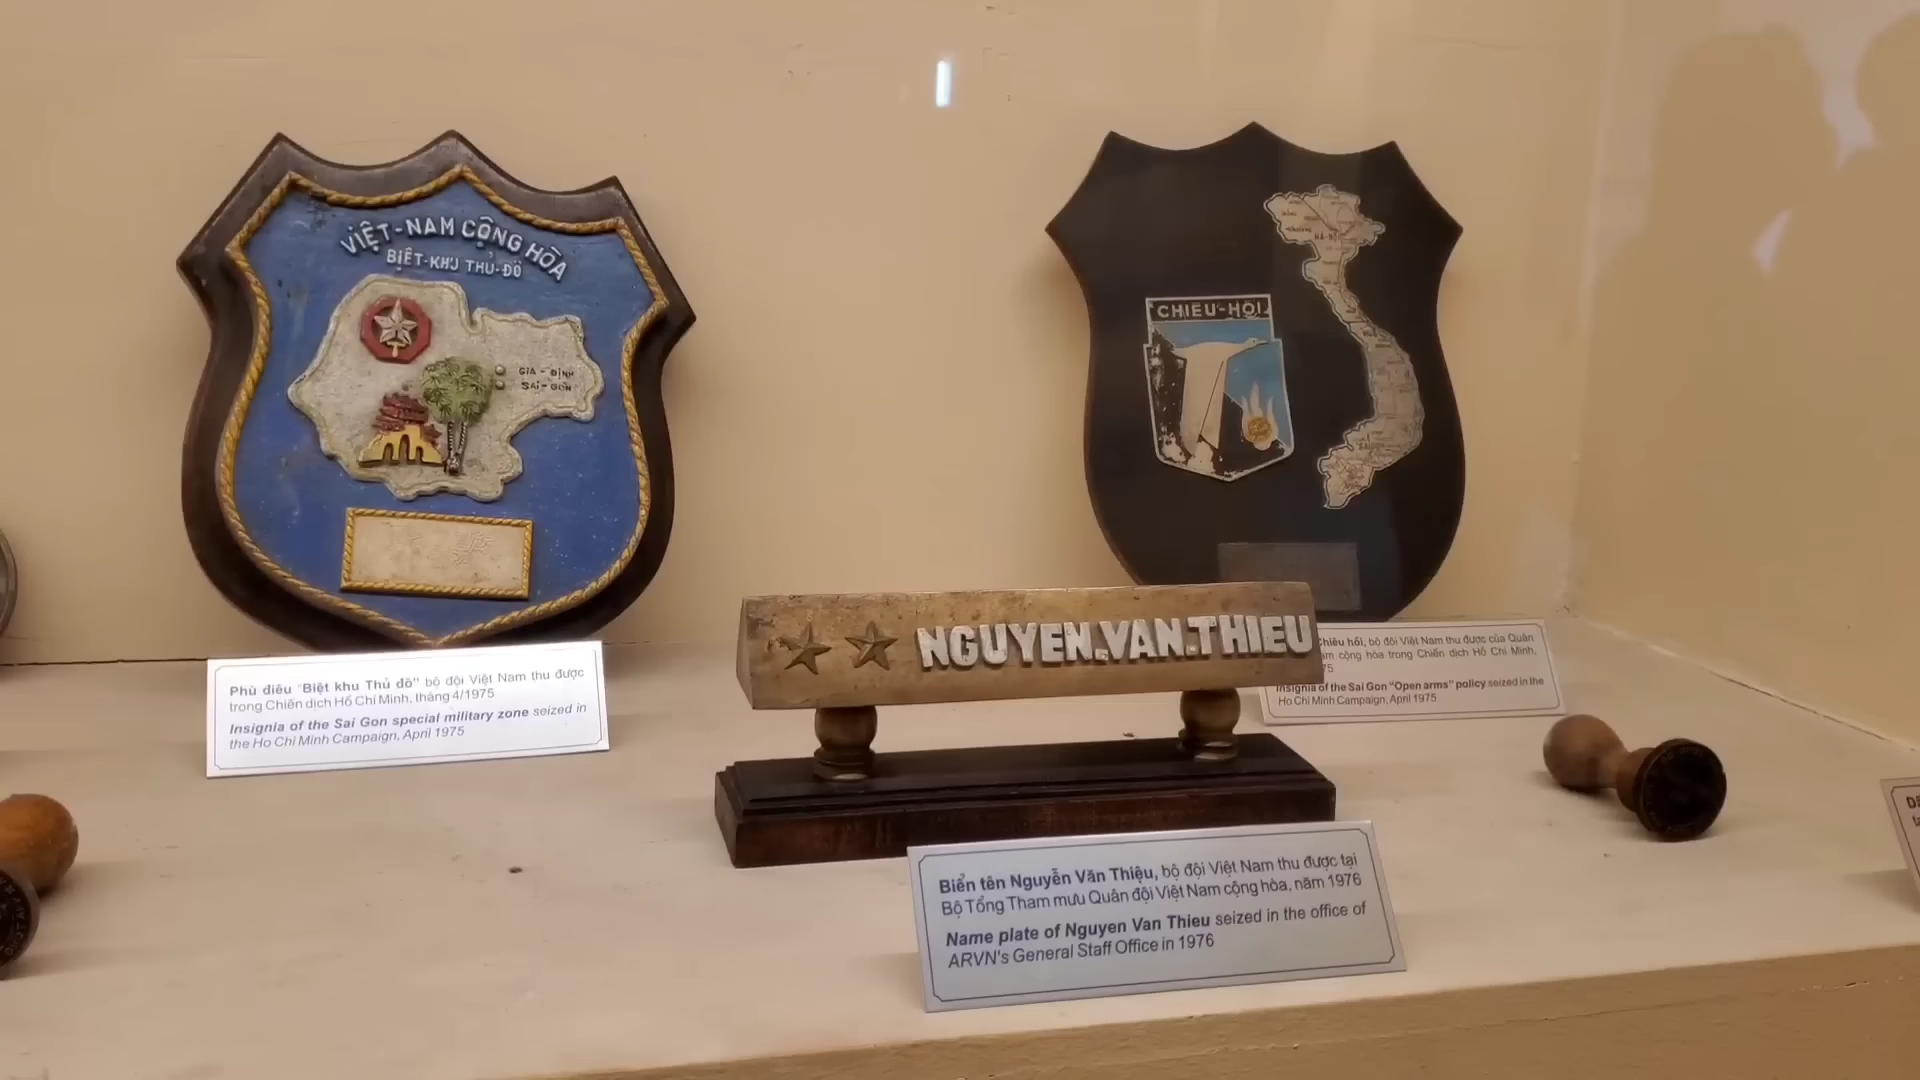 VIỆT-NAM CỘNG HÒA
BIỆT-KHU THỦ-ĐÔ
GIA-ĐỊNH
SAI-GÒN
Phù điêu "Biệt khu Thủ đô" bộ đội Việt Nam thu được
trong Chiến dịch Hồ Chí Minh, tháng 4/1975
Insignia of the Sai Gon special military zone seized in
the Ho Chi Minh Campaign, April 1975
CHIÊU-HỒI
HÀ-NỘI
NGUYEN.VAN.THIEU
Chiêu hồi, bộ đội Việt Nam thu được của Quân
am cộng hòa trong Chiến dịch Hồ Chí Minh,
75
Insignia of the Sai Gon "Open arms" policy seized in the
Ho Chi Minh Campaign, April 1975
Biển tên Nguyễn Văn Thiệu, bộ đội Việt Nam thu được tại
Bộ Tổng Tham mưu Quân đội Việt Nam cộng hòa, năm 1976
Name plate of Nguyen Van Thieu seized in the office of
ARVN's General Staff Office in 1976